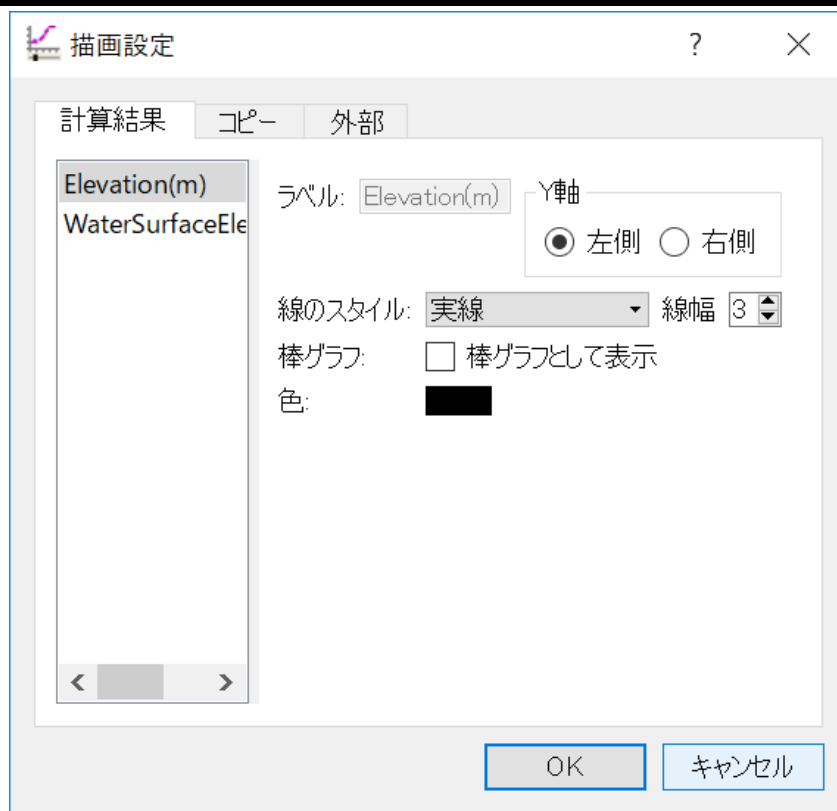 描画設定
計算結果 コピー 外部
Elevation(m)
WaterSurfaceEle
ラベル: Elevation(m)
Y軸
左側 右側
線のスタイル: 実線 線幅 3
棒グラフ: 棒グラフとして表示
色:
OK キャンセル